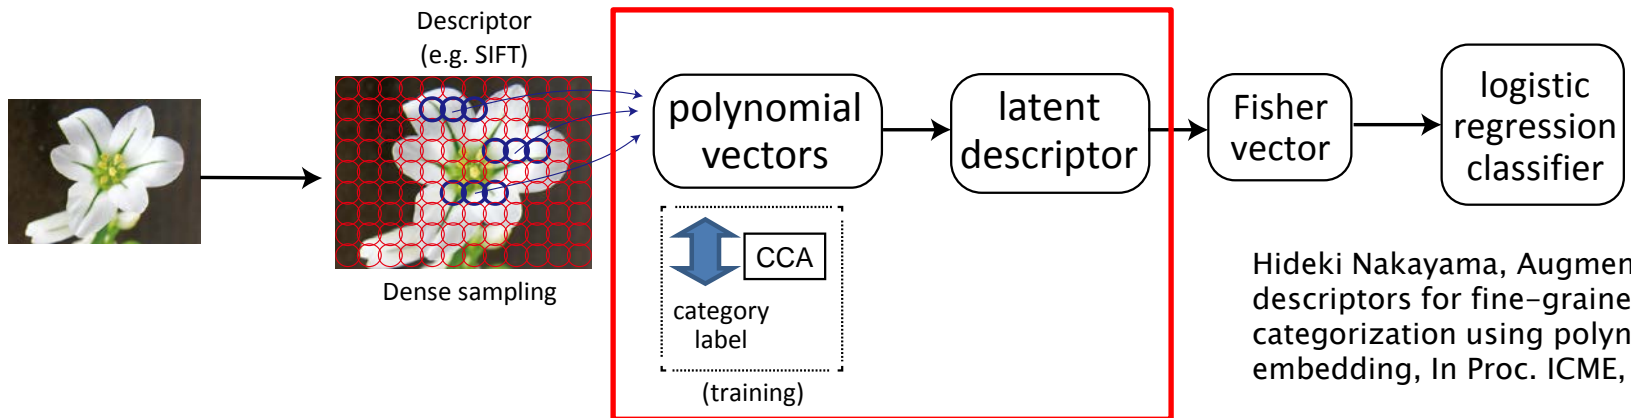 Descriptor
(e.g. SIFT)
Dense sampling
polynomial
vectors
latent
descriptor
Fisher
vector
logistic
regression
classifier
CCA
category
label
(training)
Hideki Nakayama, Augmen
descriptors for fine-graine
categorization using polyn
embedding, In Proc. ICME,